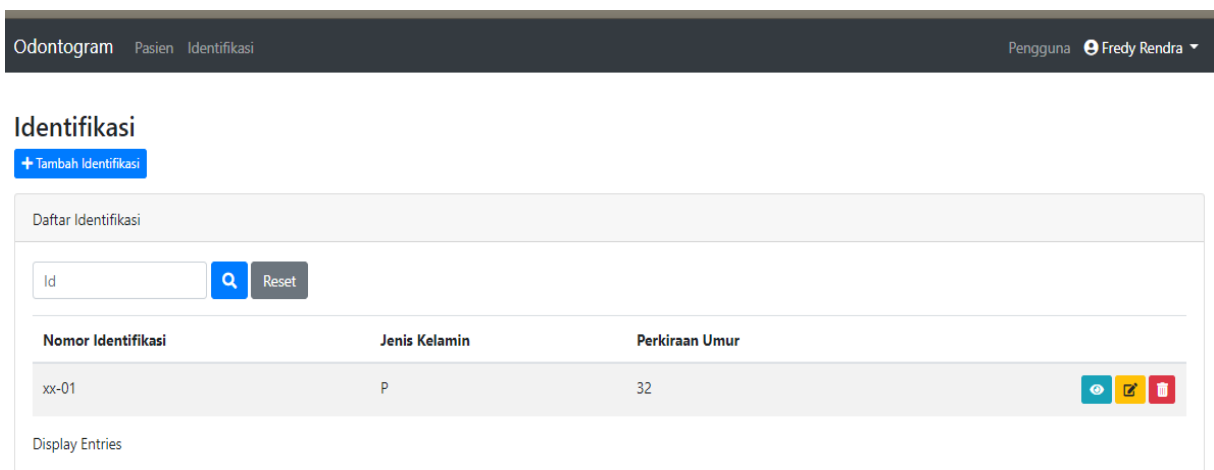 Odontogram Pasien Identifikasi Pengguna Fredy Rendra
Identifikasi
+ Tambah Identifikasi
Daftar Identifikasi
Id Reset
Nomor Identifikasi Jenis Kelamin Perkiraan Umur
xx-01 P 32
Display Entries